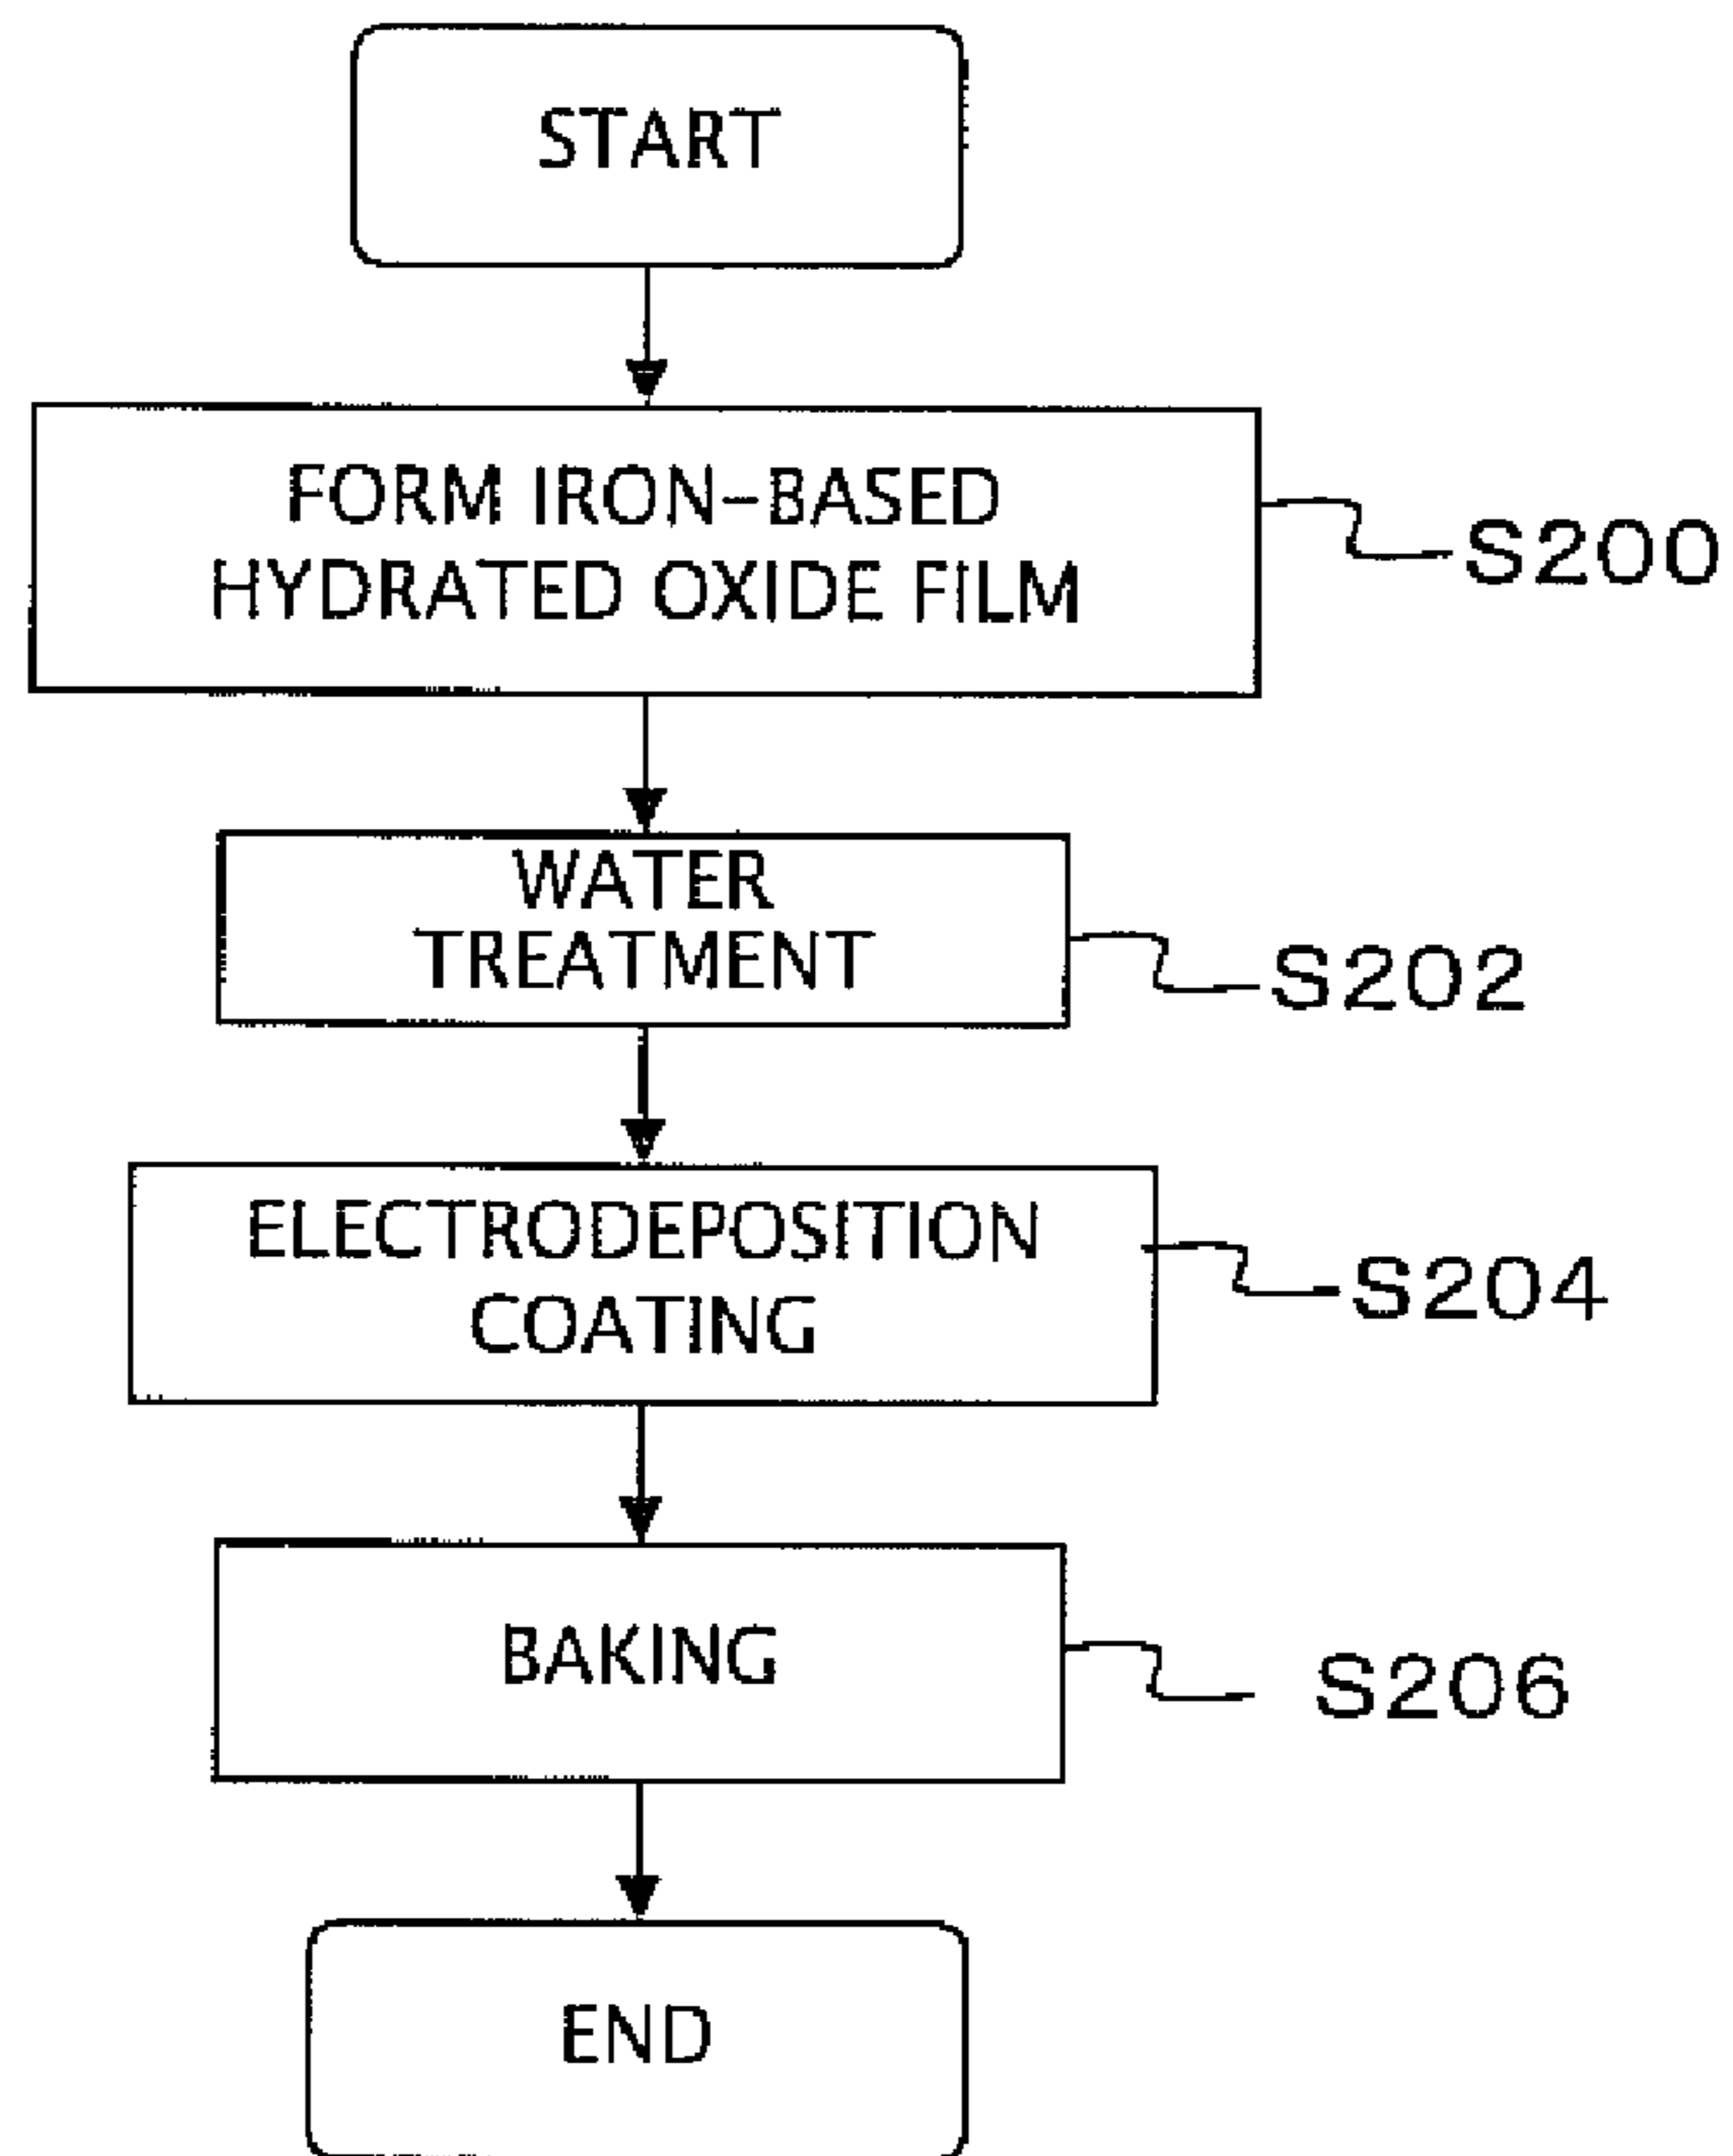 START
FORM IRON-BASED
HYDRATED OXIDE FILM
S200
WATER
TREATMENT
S202
ELECTRODEPOSITION
COATING
S204
BAKING
S206
END